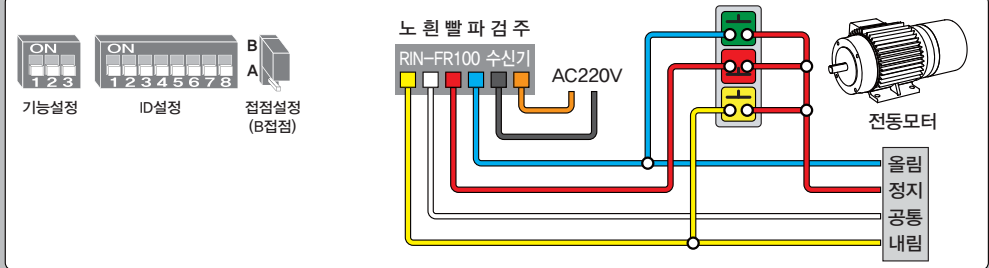 ON
1 2 3
기능설정
ON
1 2 3 4 5 6 7 8
ID설정
B
A
접점설정
(B접점)
노 흰 빨 파 검 주
RIN-FR100 수신기
AC220V
전동모터
올림
정지
공통
내림